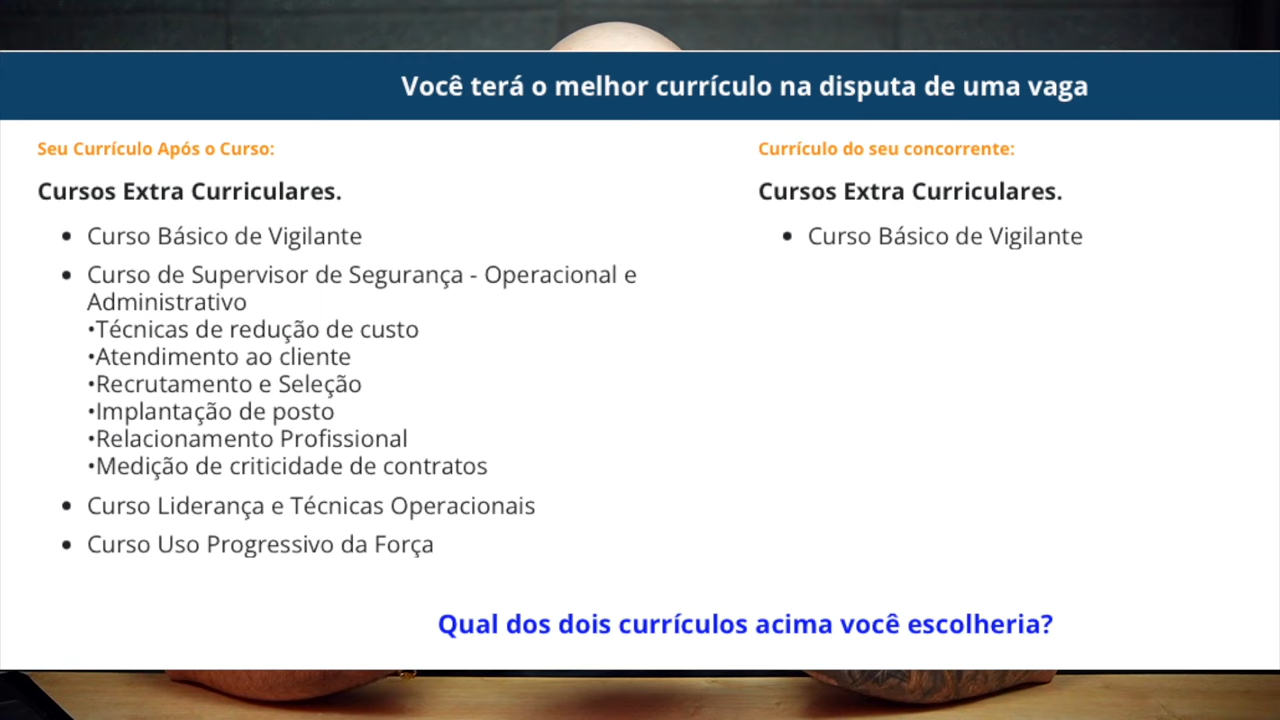 Você terá o melhor currículo na disputa de uma vaga
Seu Currículo Após o Curso:
Cursos Extra Curriculares.
• Curso Básico de Vigilante
• Curso de Supervisor de Segurança - Operacional e
Administrativo
•Técnicas de redução de custo
•Atendimento ao cliente
•Recrutamento e Seleção
•Implantação de posto
•Relacionamento Profissional
•Medição de criticidade de contratos
• Curso Liderança e Técnicas Operacionais
• Curso Uso Progressivo da Força
Currículo do seu concorrente:
Cursos Extra Curriculares.
• Curso Básico de Vigilante
Qual dos dois currículos acima você escolheria?